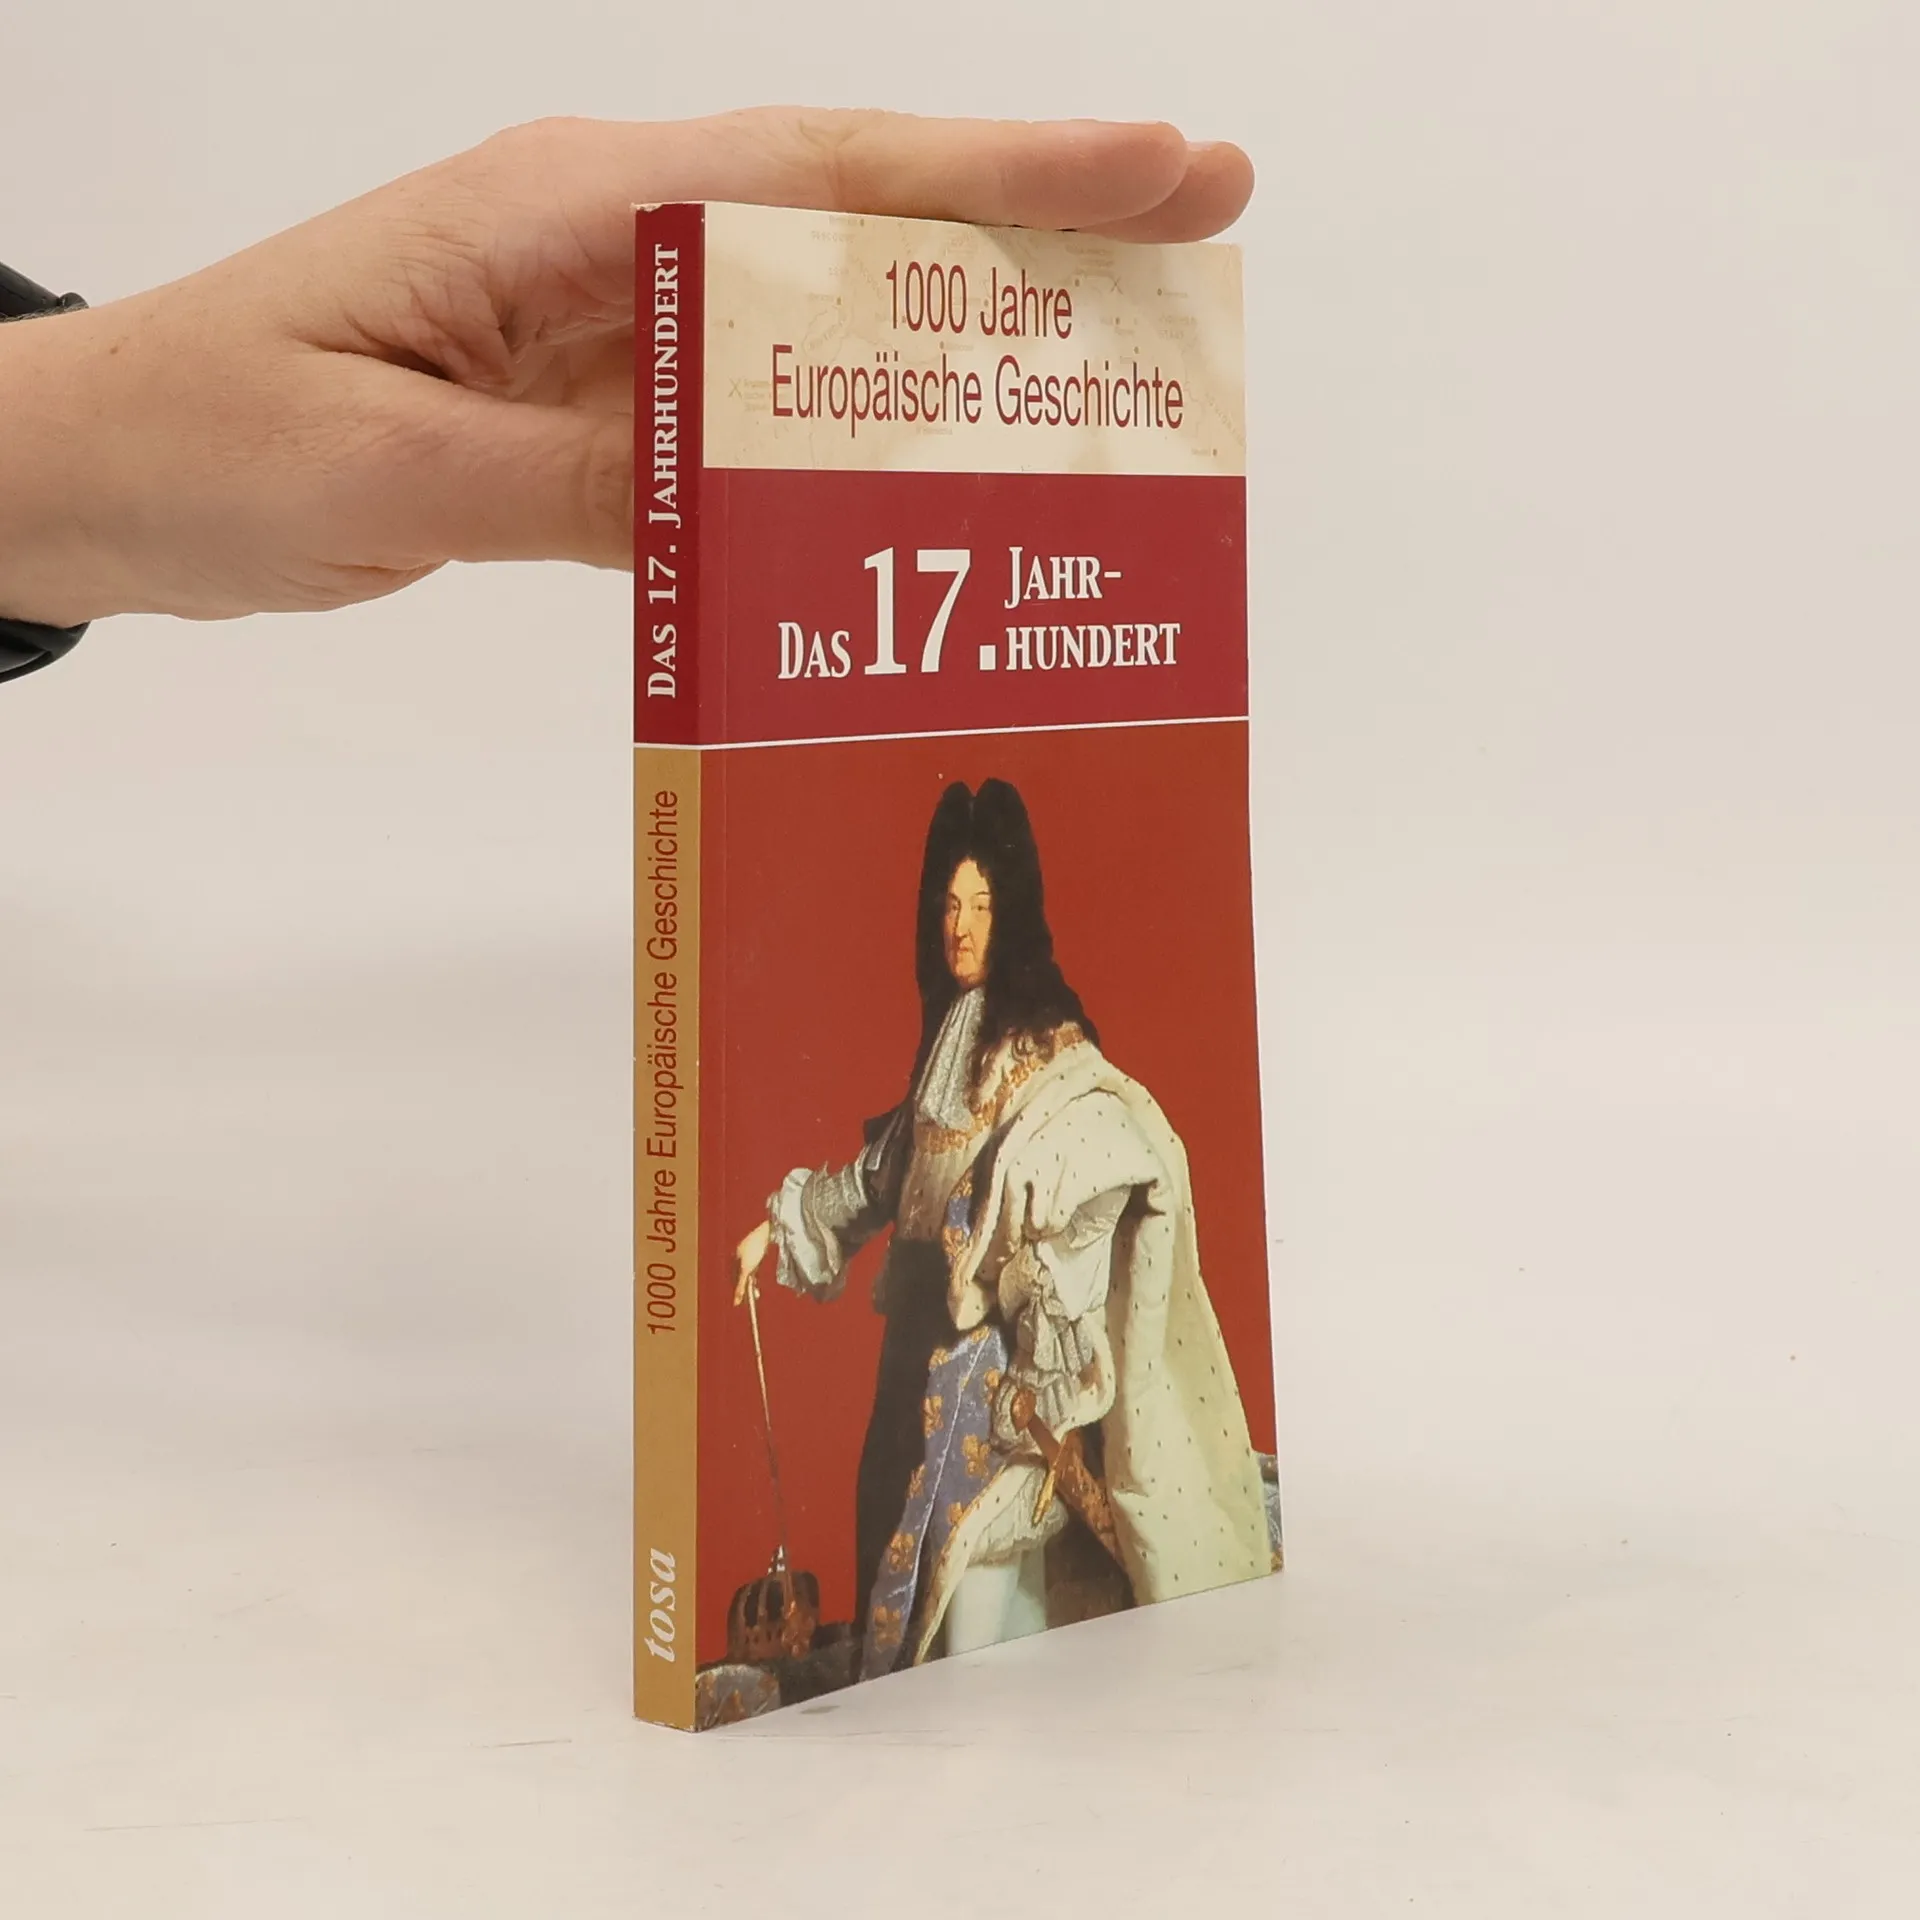 1000 Jahre
Europäische Geschichte
DAS 17. JAHR-
HUNDERT
DAS 17. JAHRHUNDERT
1000 Jahre Europäische Geschichte
tosa